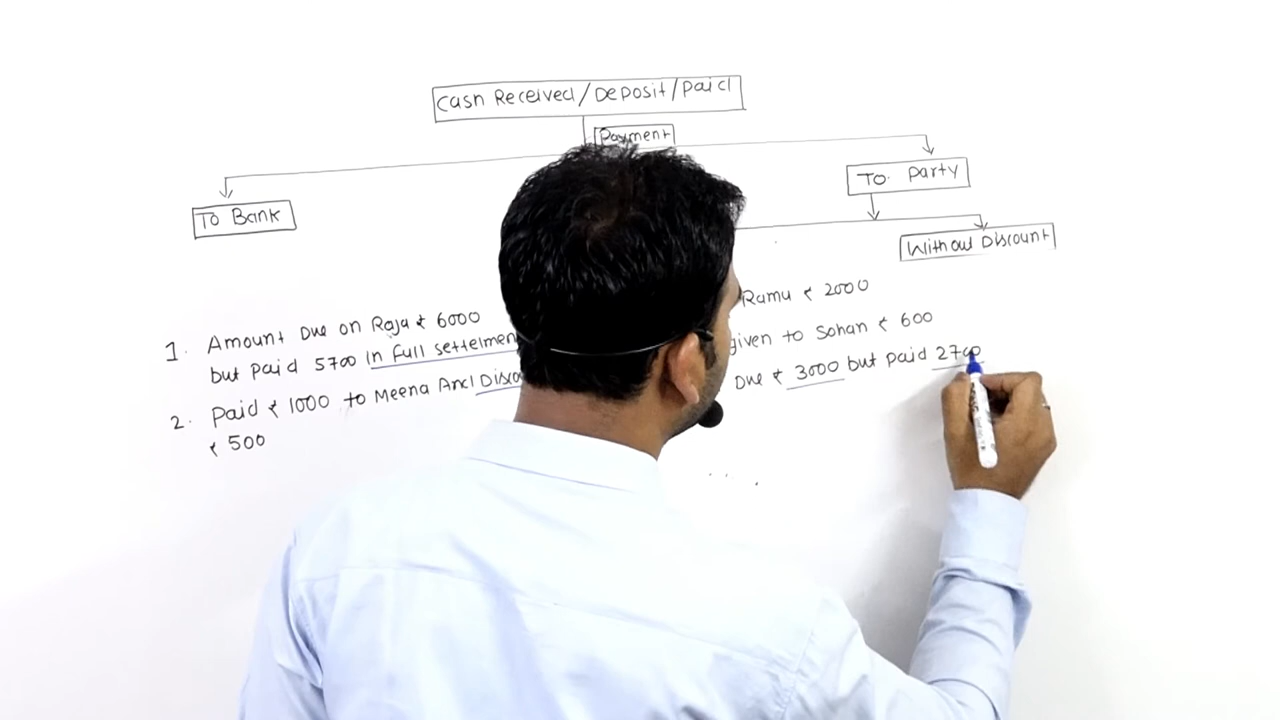 Cash Received/Deposit/Paid
Payment
To Bank
To Party
Without Discount
1. Amount Due on Raja ₹ 6000
but paid 5700 In full settelment
2. Paid ₹ 1000 to Meena And
₹ 500
Ramu ₹ 2000
given to Sohan ₹ 600
Due ₹ 3000 but paid 2700